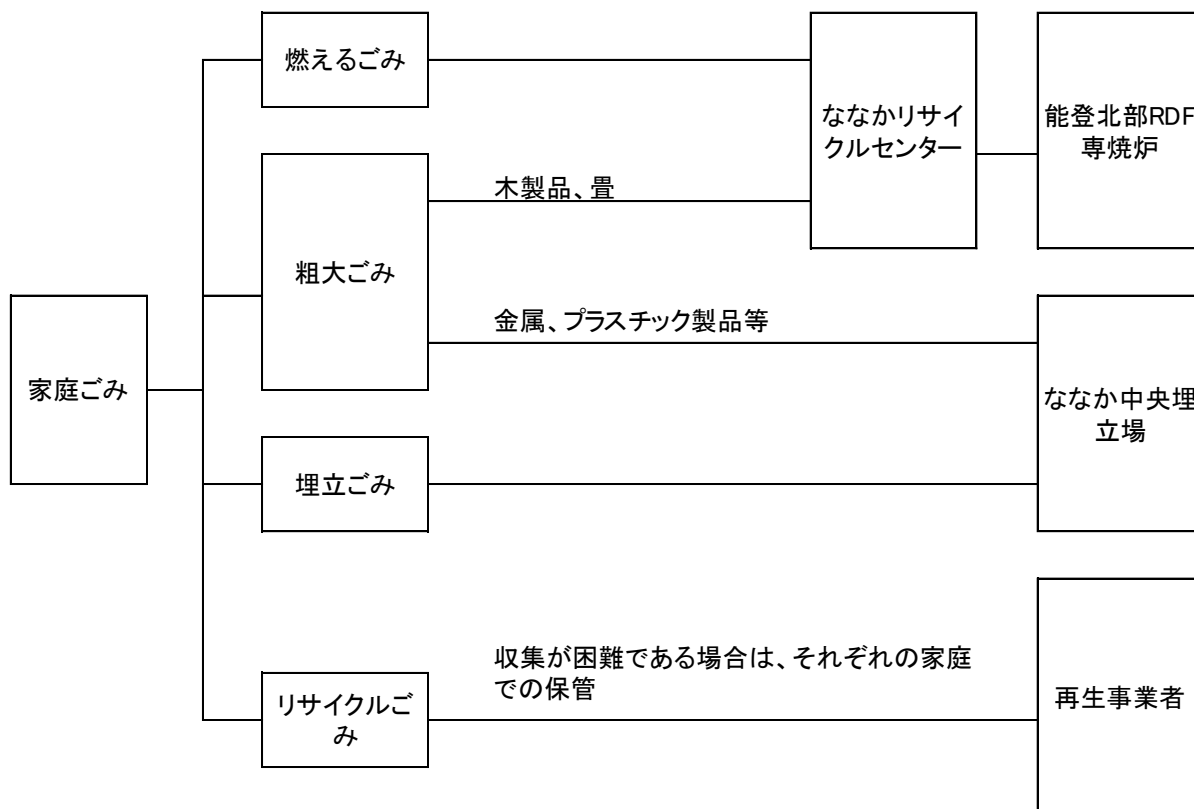 燃えるごみ
ななかリサイ
クルセンター
能登北部RDF
専焼炉
木製品、畳
粗大ごみ
金属、プラスチック製品等
家庭ごみ
ななか中央埋
立場
埋立ごみ
収集が困難である場合は、それぞれの家庭
での保管
リサイクルご
み
再生事業者